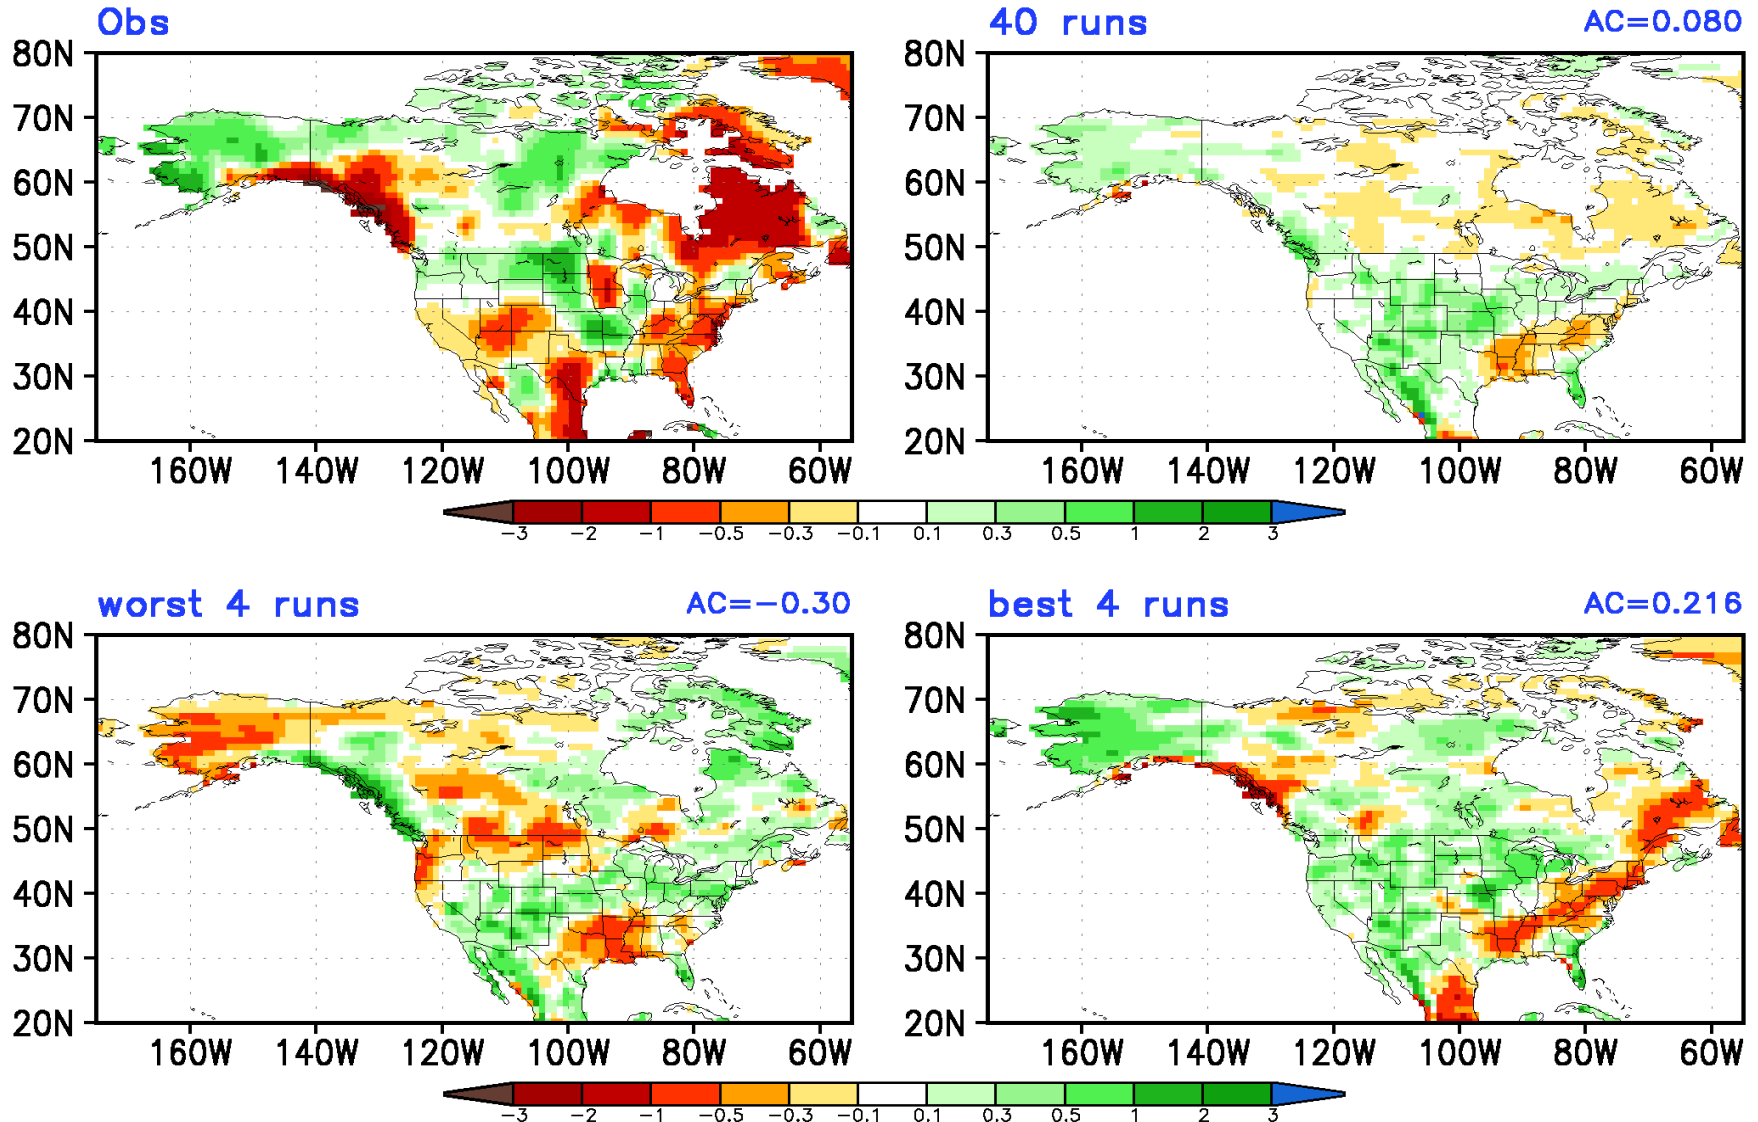 Obs
40 runs AC=0.080
80N 80N
70N 70N
60N 60N
50N 50N
40N 40N
30N 30N
20N 20N
160W 140W 120W 100W 80W 60W 160W 140W 120W 100W 80W 60W
-3 -2 -1 -0.5 -0.3 -0.1 0.1 0.3 0.5 1 2 3
worst 4 runs AC=-0.30
best 4 runs AC=0.216
80N 80N
70N 70N
60N 60N
50N 50N
40N 40N
30N 30N
20N 20N
160W 140W 120W 100W 80W 60W 160W 140W 120W 100W 80W 60W
-3 -2 -1 -0.5 -0.3 -0.1 0.1 0.3 0.5 1 2 3